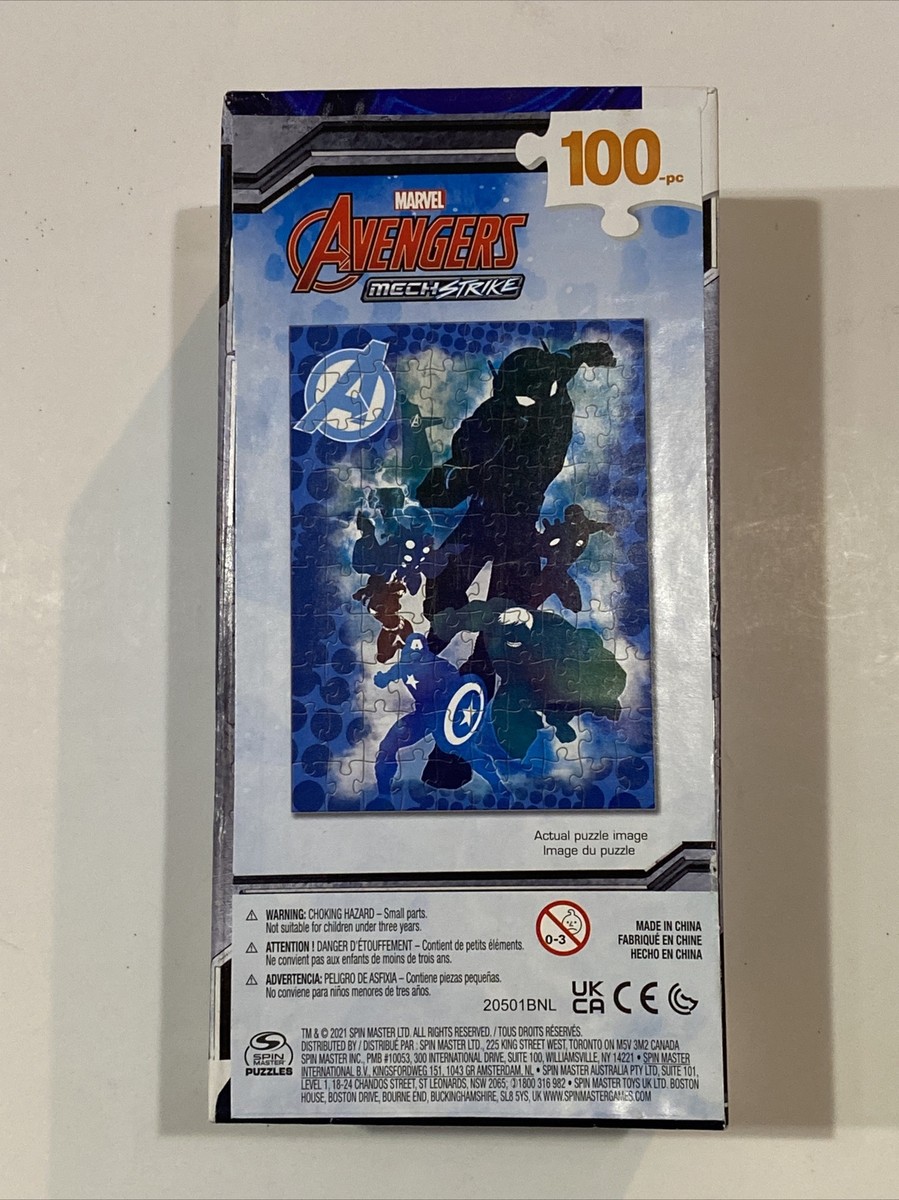 100-pc
MARVEL
AVENGERS
MECHSTRIKE
A
A
A
Actual puzzle image
Image du puzzle
⚠ WARNING: CHOKING HAZARD – Small parts.
Not suitable for children under three years.
⚠ ATTENTION ! DANGER D'ÉTOUFFEMENT – Contient de petits éléments.
Ne convient pas aux enfants de moins de trois ans.
⚠ ADVERTENCIA: PELIGRO DE ASFIXIA – Contiene piezas pequeñas.
No conviene para niños menores de tres años.
0-3
MADE IN CHINA
FABRIQUÉ EN CHINE
HECHO EN CHINA
20501BNL
UK
CA CE
SPIN
MASTER
PUZZLES
TM & © 2021 SPIN MASTER LTD. ALL RIGHTS RESERVED. / TOUS DROITS RÉSERVÉS.
DISTRIBUTED BY / DISTRIBUÉ PAR : SPIN MASTER LTD., 225 KING STREET WEST, TORONTO ON M5V 3M2 CANADA
SPIN MASTER INC., PMB #10053, 300 INTERNATIONAL DRIVE, SUITE 100, WILLIAMSVILLE, NY 14221 • SPIN MASTER
INTERNATIONAL B.V., KINGSFORDWEG 151, 1043 GR AMSTERDAM, NL • SPIN MASTER AUSTRALIA PTY LTD, SUITE 101,
LEVEL 1, 18-24 CHANDOS STREET, ST LEONARDS, NSW 2065; 1800 316 982 • SPIN MASTER TOYS UK LTD. BOSTON
HOUSE, BOSTON DRIVE, BOURNE END, BUCKINGHAMSHIRE, SL8 5YS, UK WWW.SPINMASTERGAMES.COM